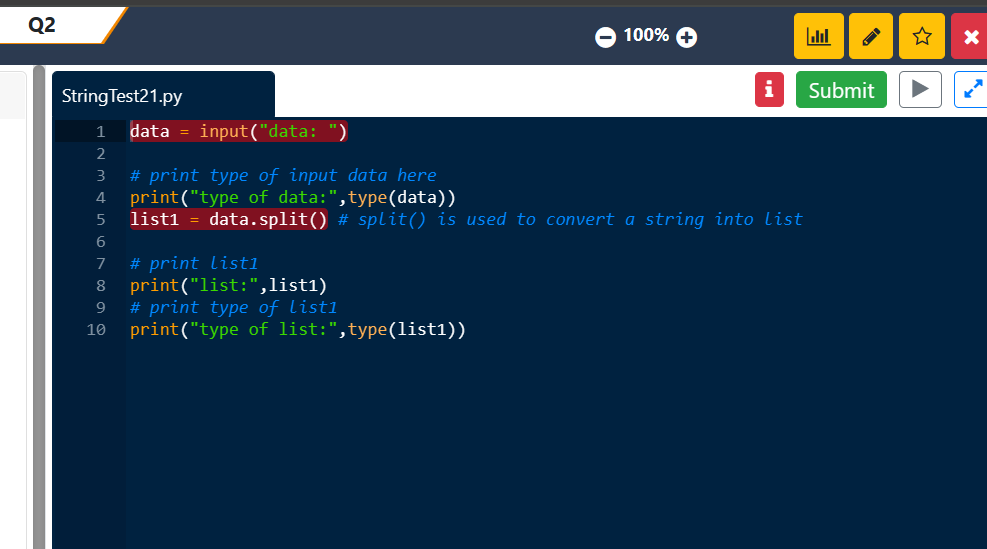 Q2
100%
StringTest21.py
Submit
1 data = input("data: ")
2
3 # print type of input data here
4 print("type of data:",type(data))
5 list1 = data.split() # split() is used to convert a string into list
6
7 # print list1
8 print("list:",list1)
9 # print type of list1
10 print("type of list:",type(list1))